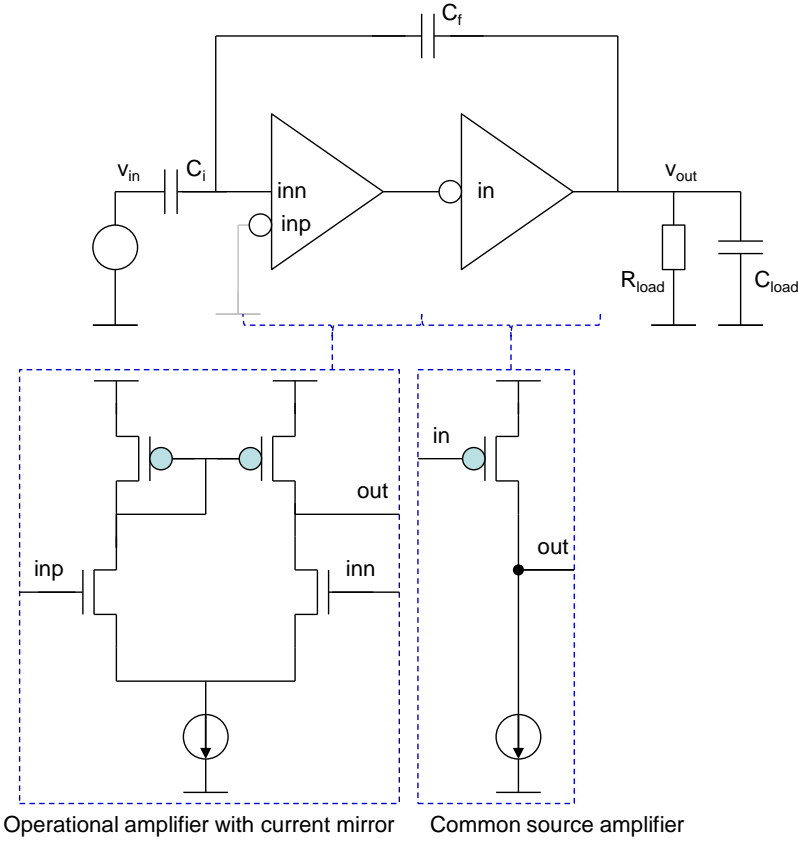 C_f
v_in
C_i
inn
inp
in
v_out
R_load
C_load
in
out
out
inp
inn
Operational amplifier with current mirror
Common source amplifier